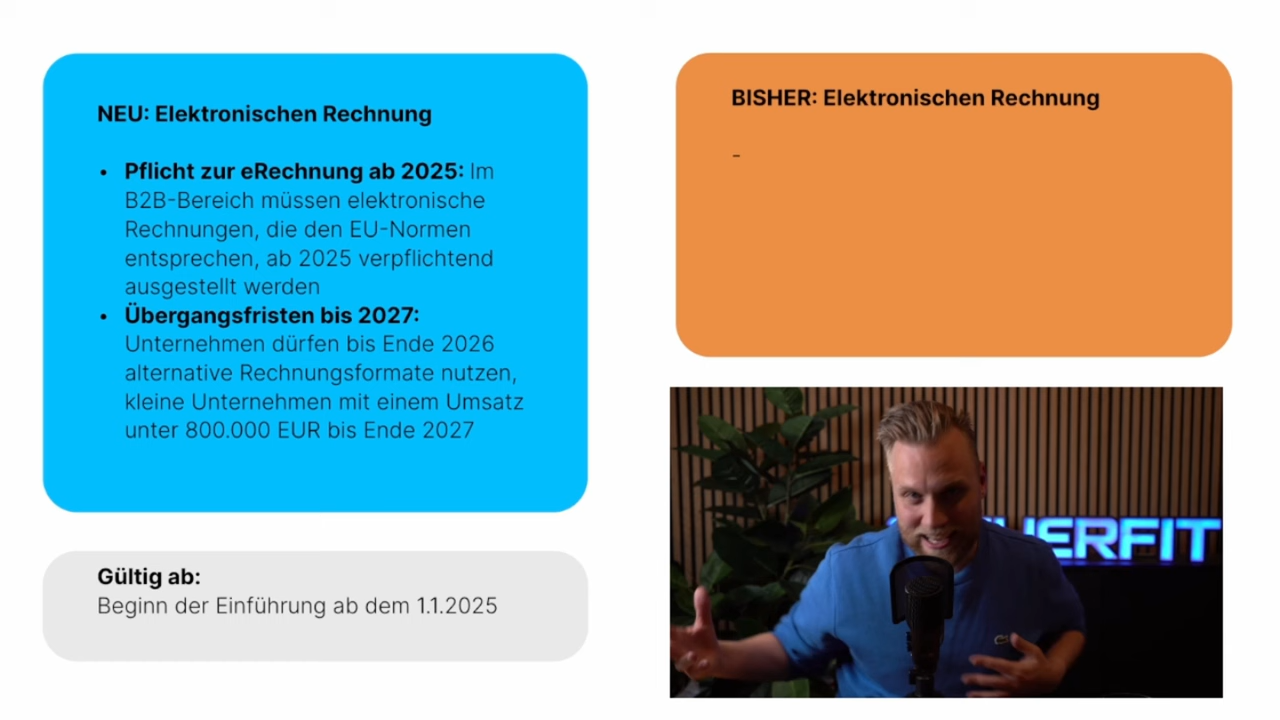 NEU: Elektronischen Rechnung
• Pflicht zur eRechnung ab 2025: Im
B2B-Bereich müssen elektronische
Rechnungen, die den EU-Normen
entsprechen, ab 2025 verpflichtend
ausgestellt werden
• Übergangsfristen bis 2027:
Unternehmen dürfen bis Ende 2026
alternative Rechnungsformate nutzen,
kleine Unternehmen mit einem Umsatz
unter 800.000 EUR bis Ende 2027
Gültig ab:
Beginn der Einführung ab dem 1.1.2025
BISHER: Elektronischen Rechnung
-